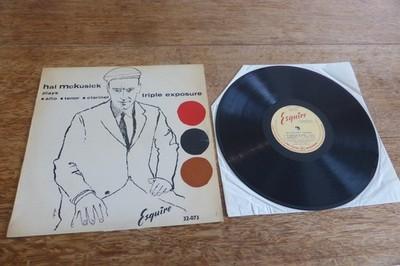 hal mckusick
plays
alto • tenor • clarinet
triple exposure
Esquire
32-073
Esquire